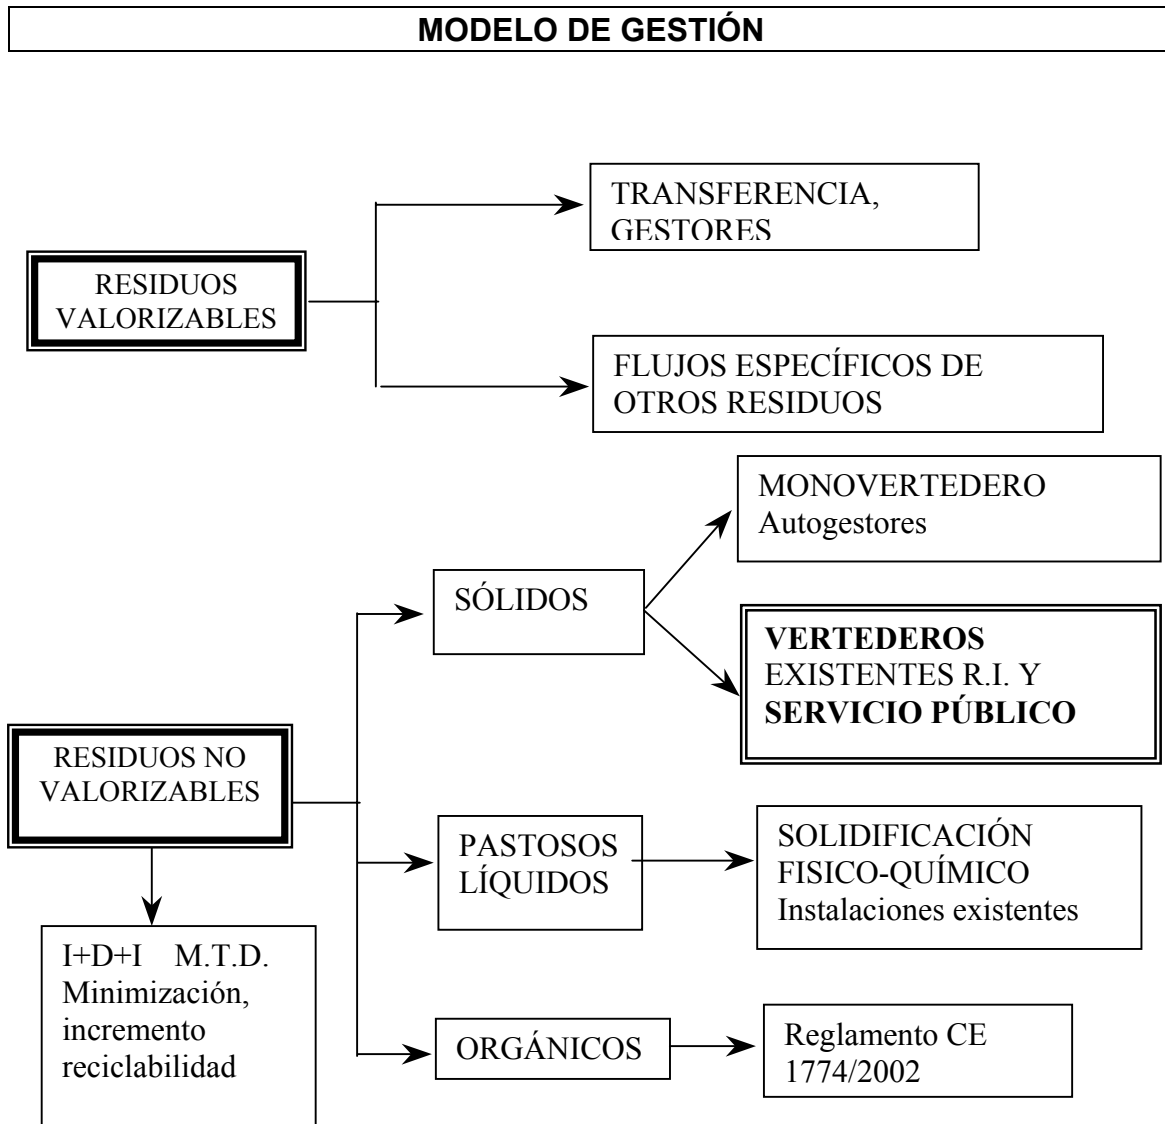 MODELO DE GESTIÓN
TRANSFERENCIA,
GESTORES
RESIDUOS
VALORIZABLES
FLUJOS ESPECÍFICOS DE
OTROS RESIDUOS
MONOVERTEDERO
Autogestores
SÓLIDOS
VERTEDEROS
EXISTENTES R.I. Y
SERVICIO PÚBLICO
RESIDUOS NO
VALORIZABLES
PASTOSOS
LÍQUIDOS
SOLIDIFICACIÓN
FISICO-QUÍMICO
Instalaciones existentes
I+D+I M.T.D.
Minimización,
incremento
reciclabilidad
ORGÁNICOS
Reglamento CE
1774/2002